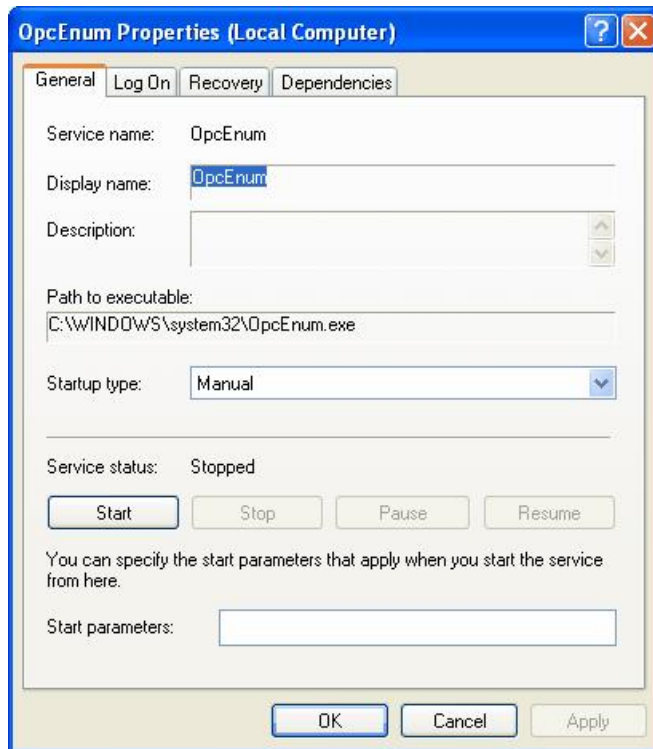 OpcEnum Properties (Local Computer)
General Log On Recovery Dependencies
Service name: OpcEnum
Display name: OpcEnum
Description:
Path to executable:
C:\WINDOWS\system32\OpcEnum.exe
Startup type: Manual
Service status: Stopped
Start Stop Pause Resume
You can specify the start parameters that apply when you start the service
from here.
Start parameters:
OK Cancel Apply